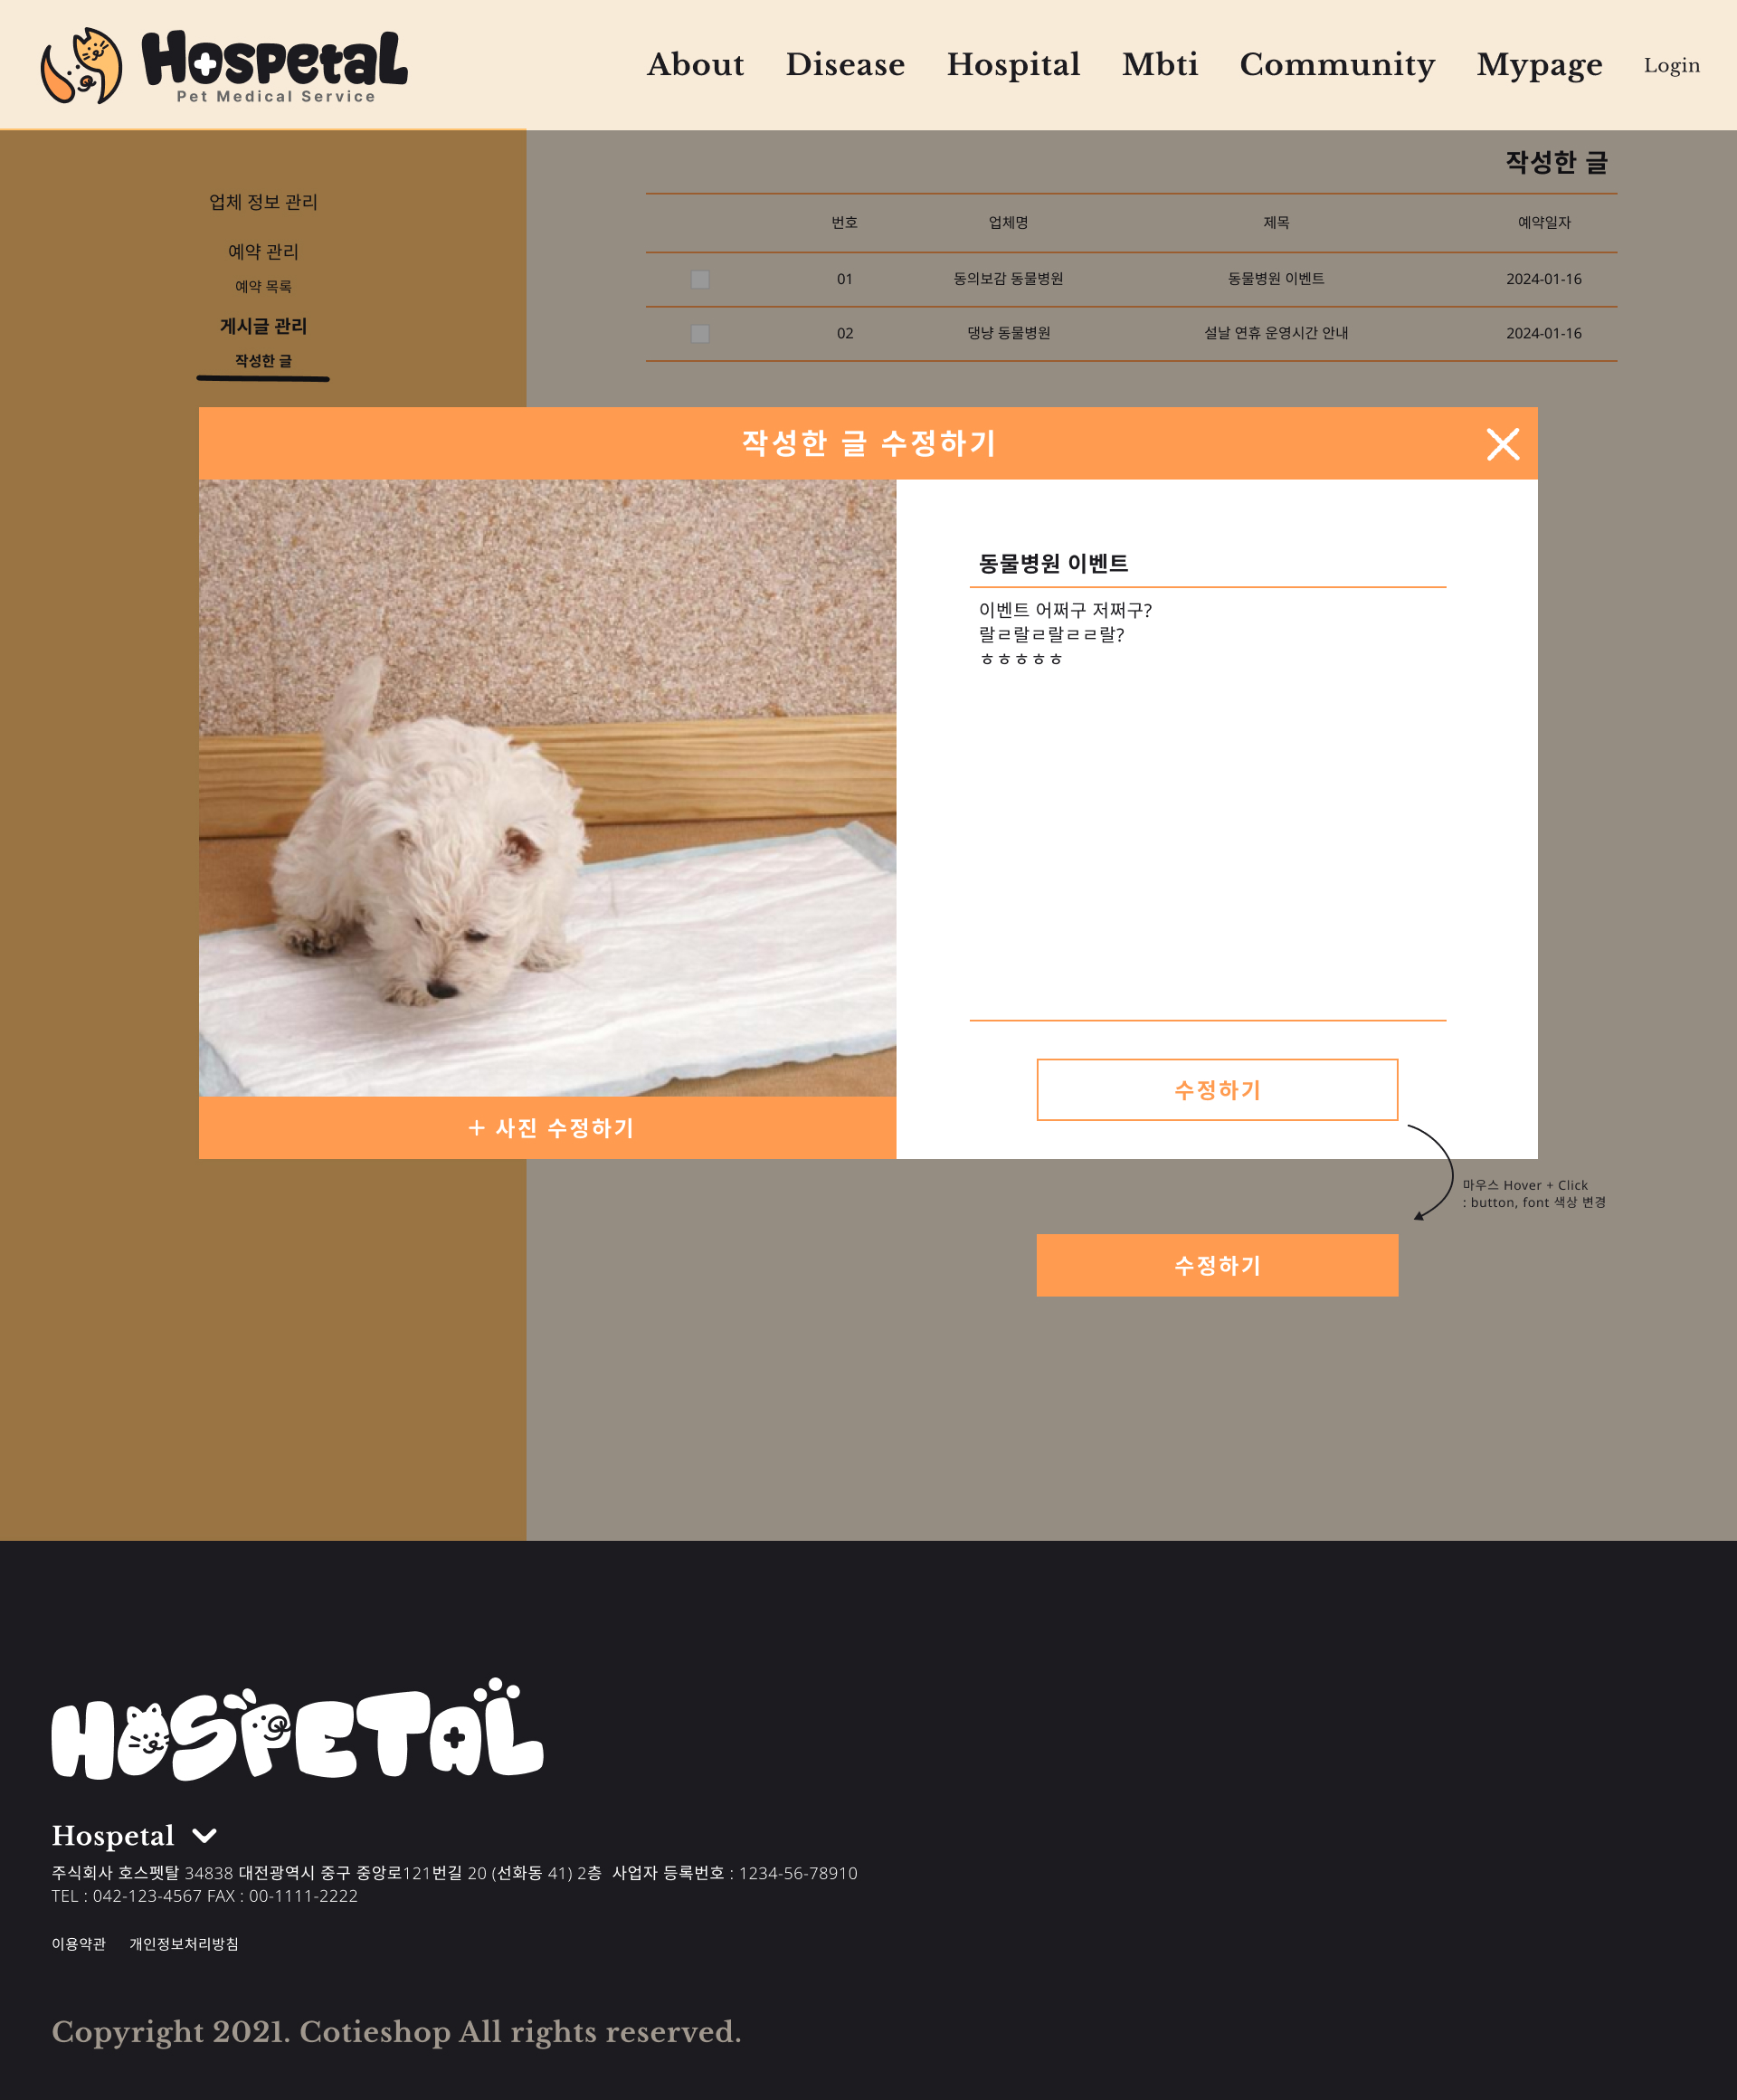 Hospetal
Pet Medical Service
About Disease Hospital Mbti Community Mypage Login
업체 정보 관리
예약 관리
예약 목록
게시글 관리
작성한 글
작성한 글
번호 업체명 제목 예약일자
01 동의보감 동물병원 동물병원 이벤트 2024-01-16
02 댕냥 동물병원 설날 연휴 운영시간 안내 2024-01-16
작성한 글 수정하기
동물병원 이벤트
이벤트 어쩌구 저쩌구?
랄ㄹ랄ㄹ랄ㄹㄹ랄?
ㅎㅎㅎㅎㅎ
수정하기
+ 사진 수정하기
마우스 Hover + Click
: button, font 색상 변경
수정하기
HOSPETAL
Hospetal
주식회사 호스펫탈 34838 대전광역시 중구 중앙로121번길 20 (선화동 41) 2층 사업자 등록번호 : 1234-56-78910
TEL : 042-123-4567 FAX : 00-1111-2222
이용약관 개인정보처리방침
Copyright 2021. Cotieshop All rights reserved.